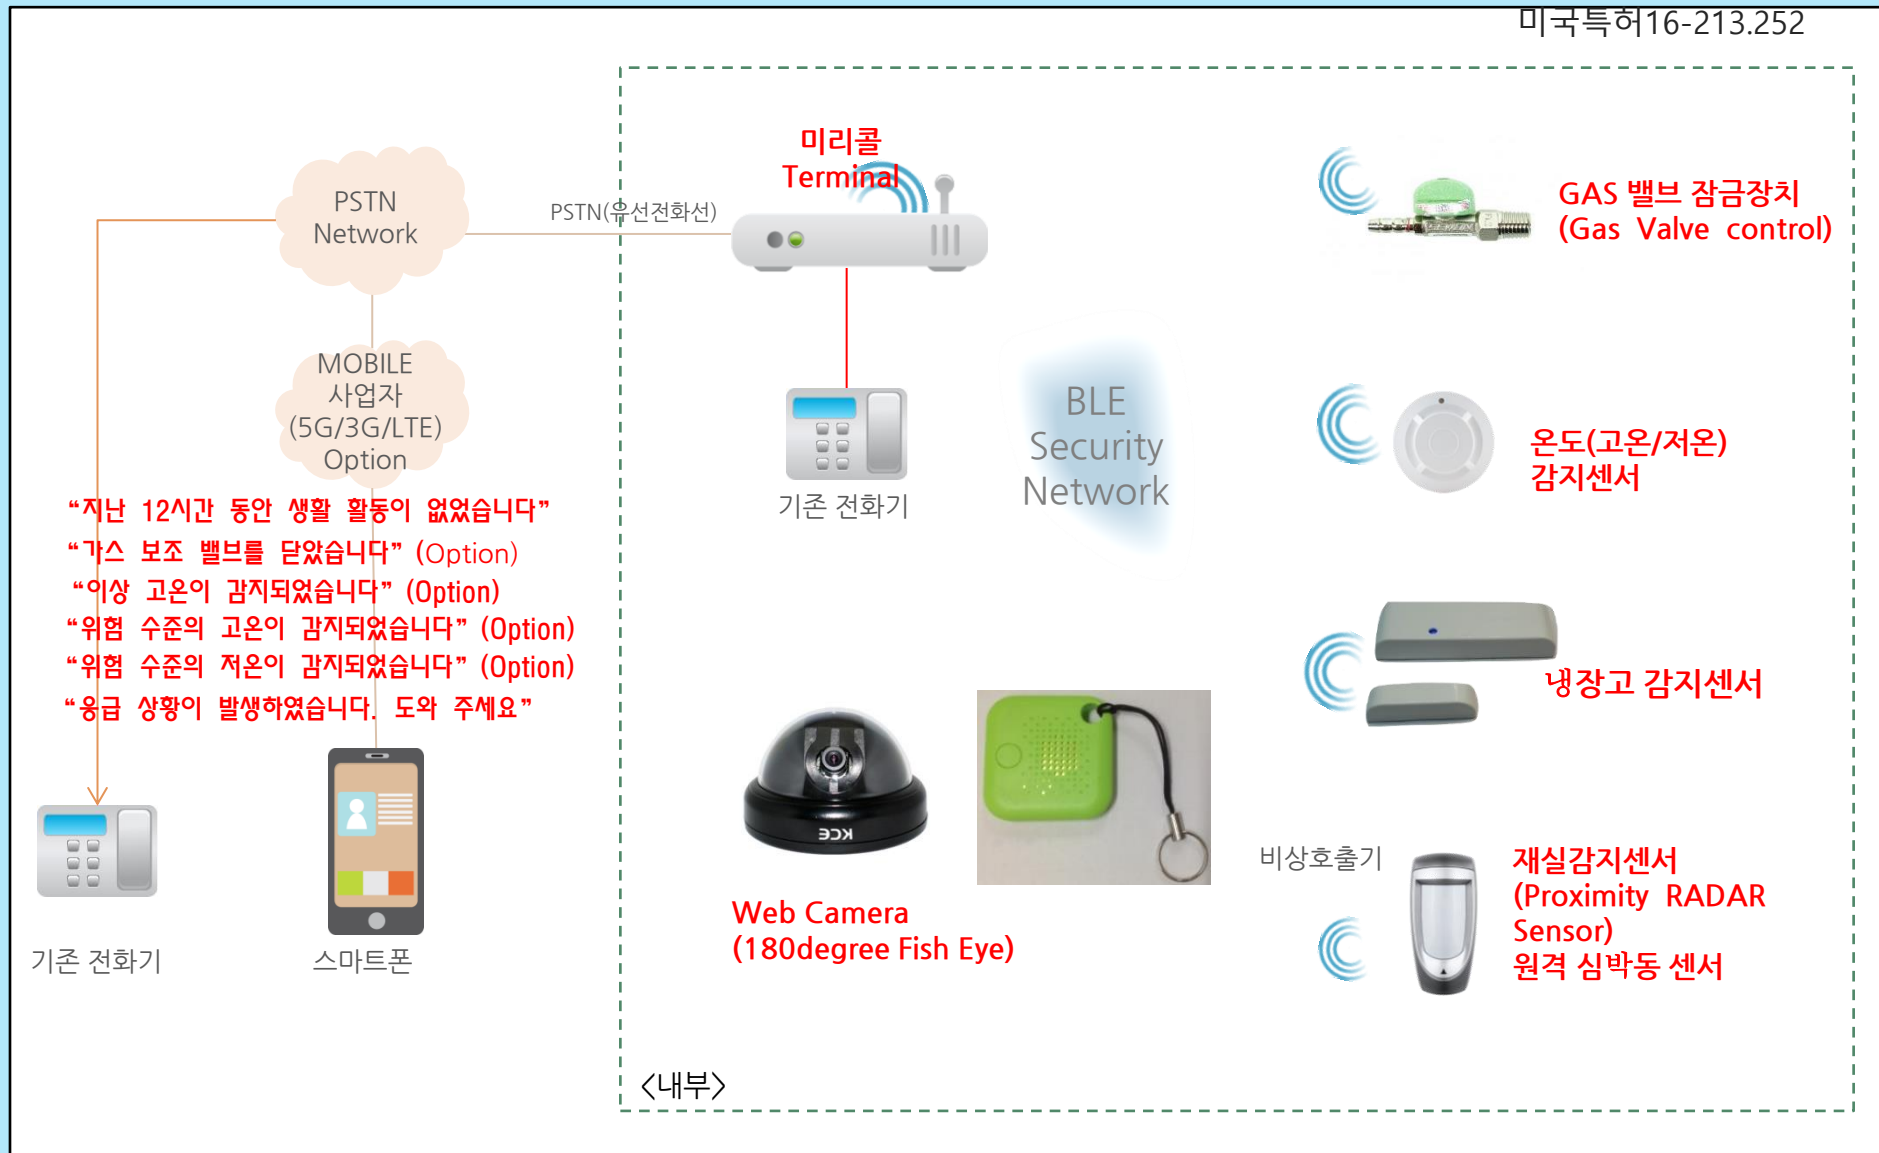 미국특허16-213.252
미리콜
Terminal
PSTN
Network
PSTN(유선전화선)
GAS 밸브 잠금장치
(Gas Valve control)
MOBILE
사업자
(5G/3G/LTE)
Option
BLE
Security
Network
기존 전화기
온도(고온/저온)
감지센서
“지난 12시간 동안 생활 활동이 없었습니다”
“가스 보조 밸브를 닫았습니다” (Option)
“이상 고온이 감지되었습니다” (Option)
“위험 수준의 고온이 감지되었습니다” (Option)
“위험 수준의 저온이 감지되었습니다” (Option)
“응급 상황이 발생하였습니다. 도와 주세요”
냉장고 감지센서
KCE
비상호출기
재실감지센서
(Proximity RADAR
Sensor)
원격 심박동 센서
Web Camera
(180degree Fish Eye)
기존 전화기
스마트폰
<내부>